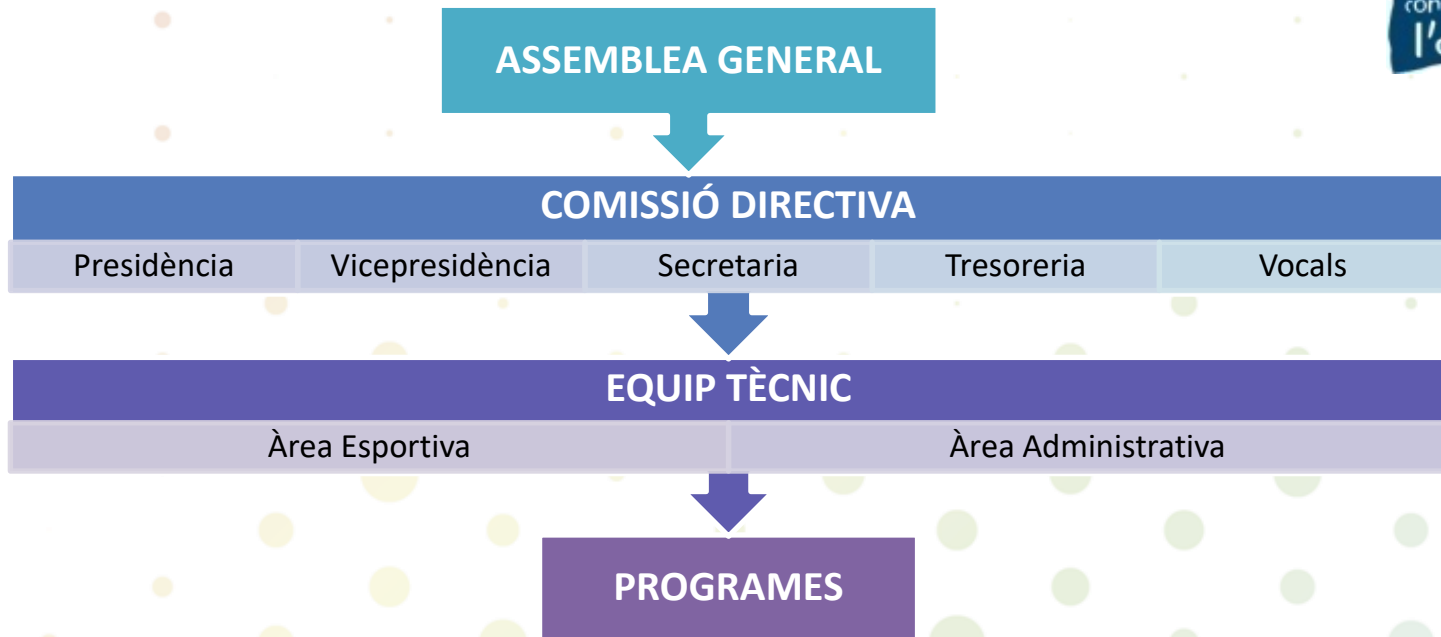 ASSEMBLEA GENERAL
COMISSIÓ DIRECTIVA
Presidència Vicepresidència Secretaria Tresoreria Vocals
EQUIP TÈCNIC
Àrea Esportiva Àrea Administrativa
PROGRAMES